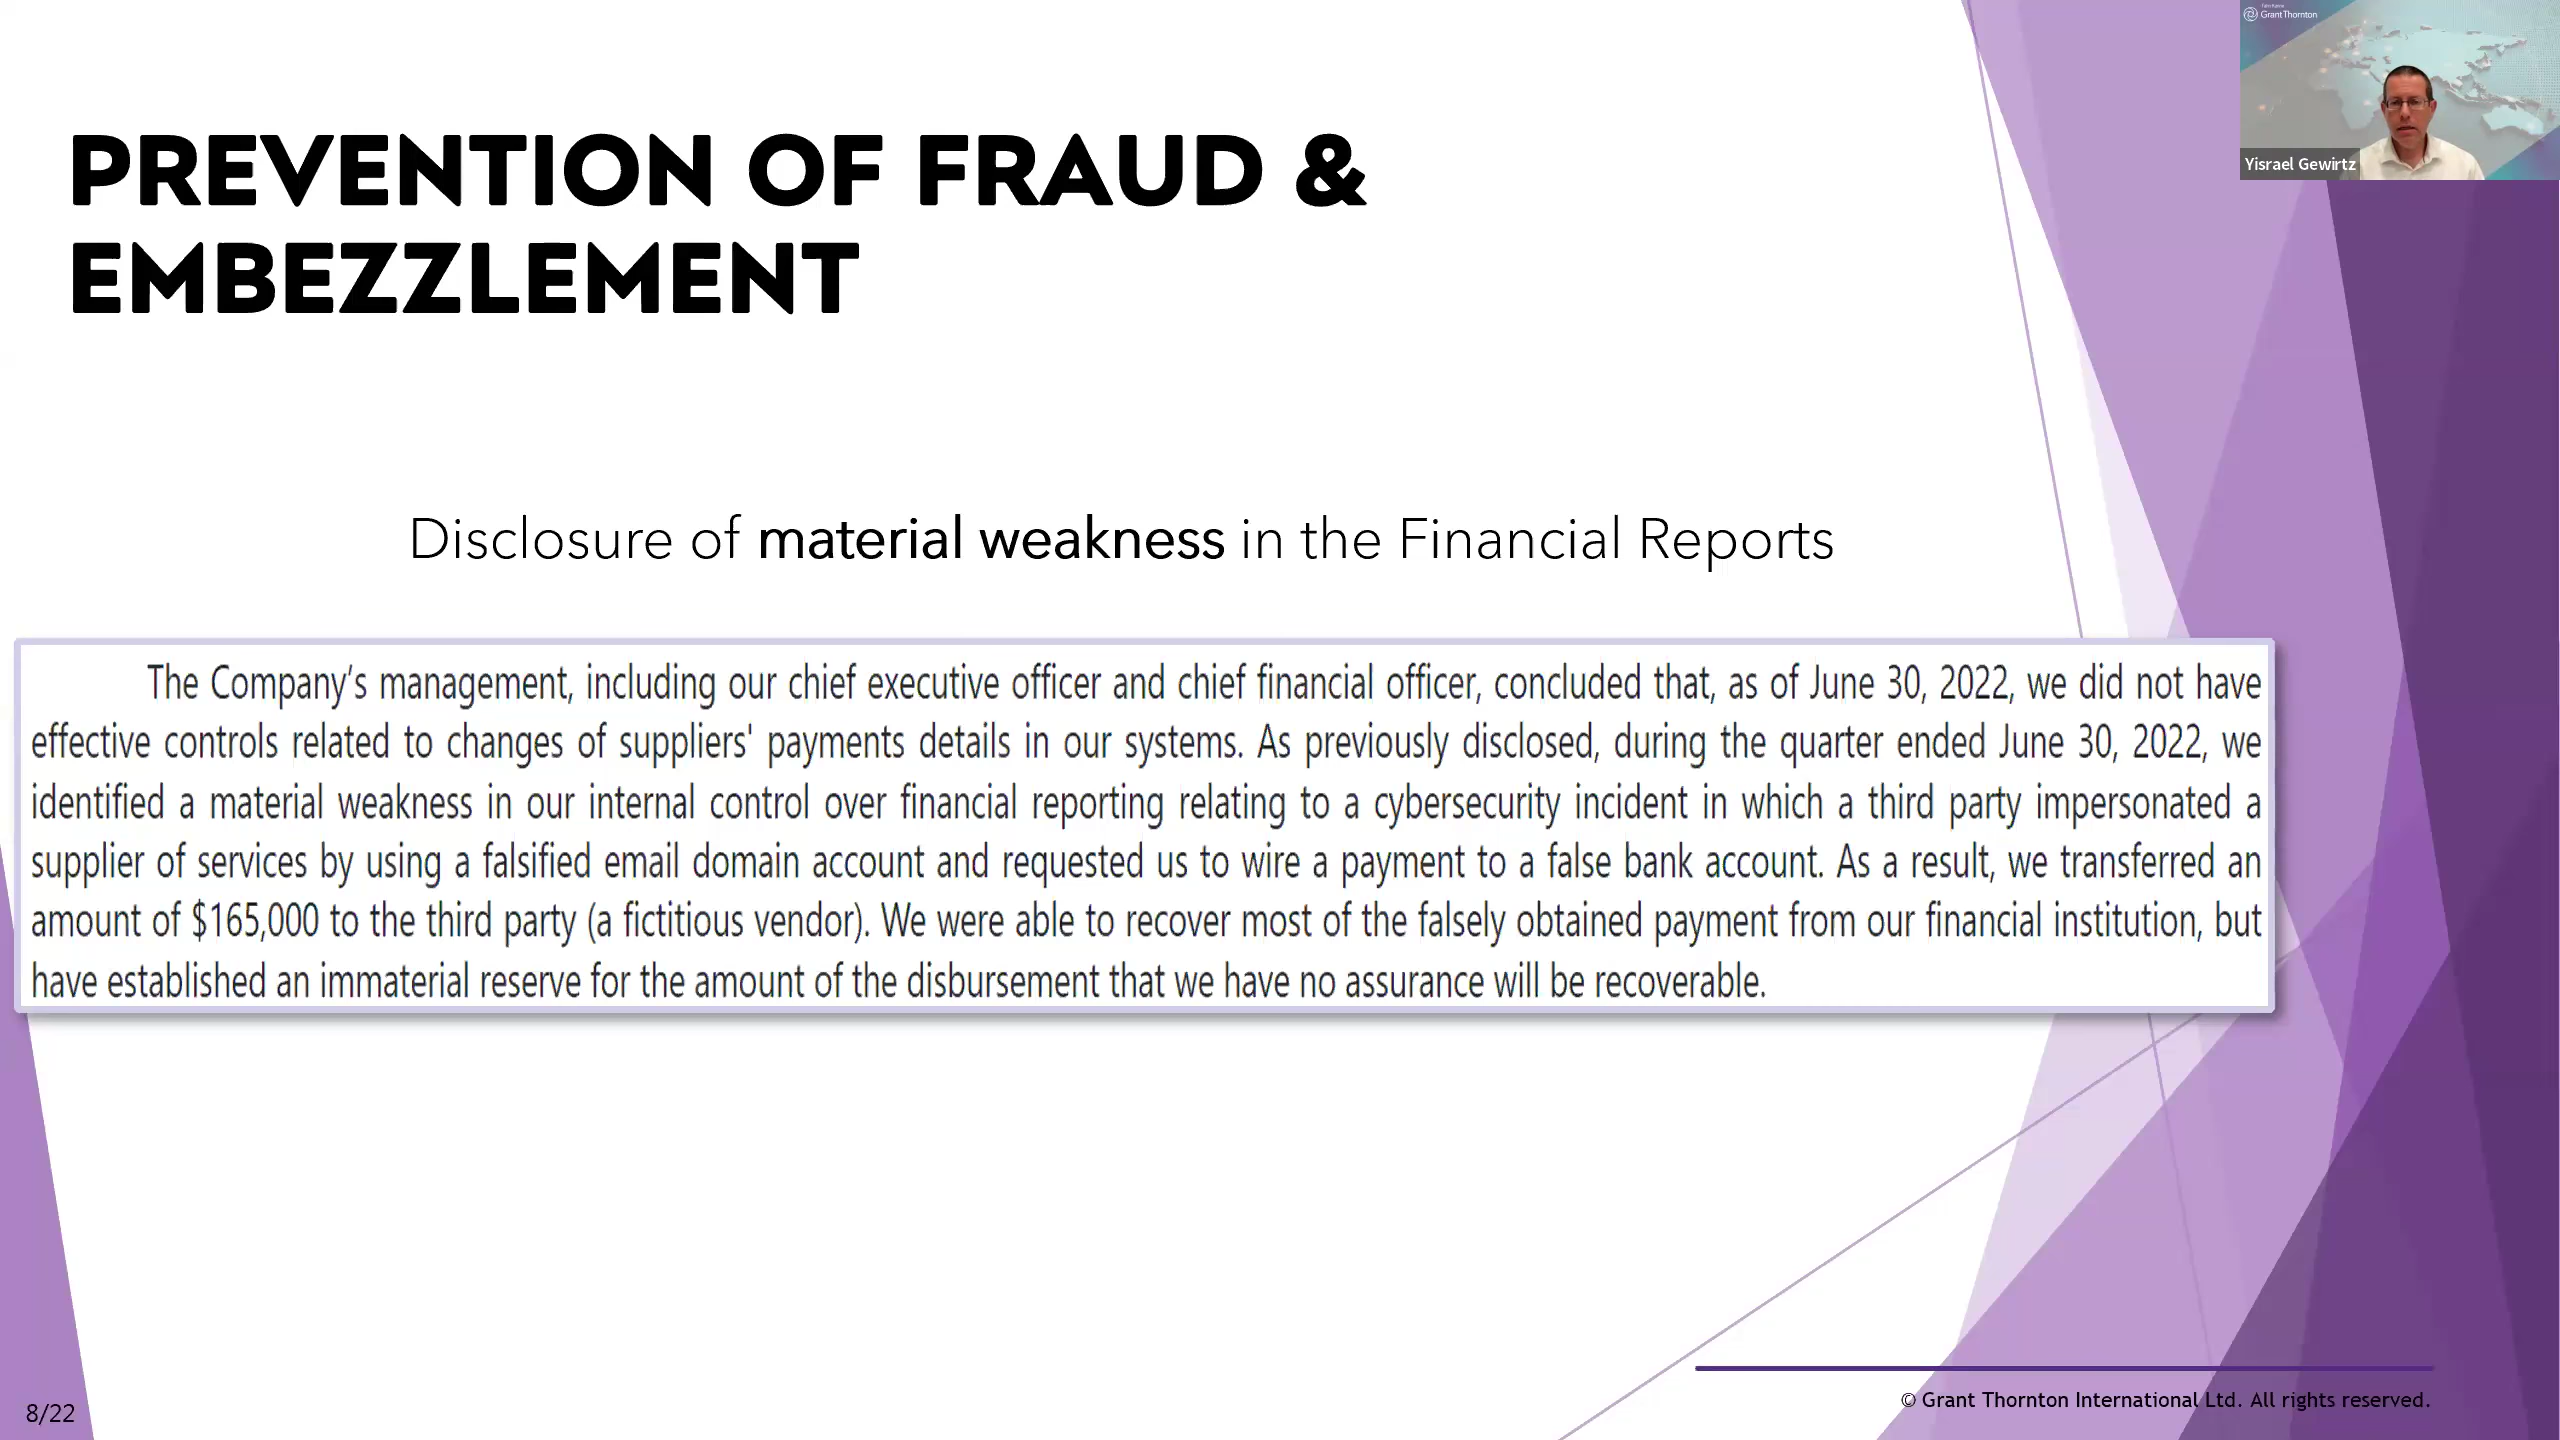 GrantThornton
Yisrael Gewirtz
PREVENTION OF FRAUD &
EMBEZZLEMENT
Disclosure of material weakness in the Financial Reports
The Company's management, including our chief executive officer and chief financial officer, concluded that, as of June 30, 2022, we did not have
effective controls related to changes of suppliers' payments details in our systems. As previously disclosed, during the quarter ended June 30, 2022, we
identified a material weakness in our internal control over financial reporting relating to a cybersecurity incident in which a third party impersonated a
supplier of services by using a falsified email domain account and requested us to wire a payment to a false bank account. As a result, we transferred an
amount of $165,000 to the third party (a fictitious vendor). We were able to recover most of the falsely obtained payment from our financial institution, but
have established an immaterial reserve for the amount of the disbursement that we have no assurance will be recoverable.
8/22
© Grant Thornton International Ltd. All rights reserved.